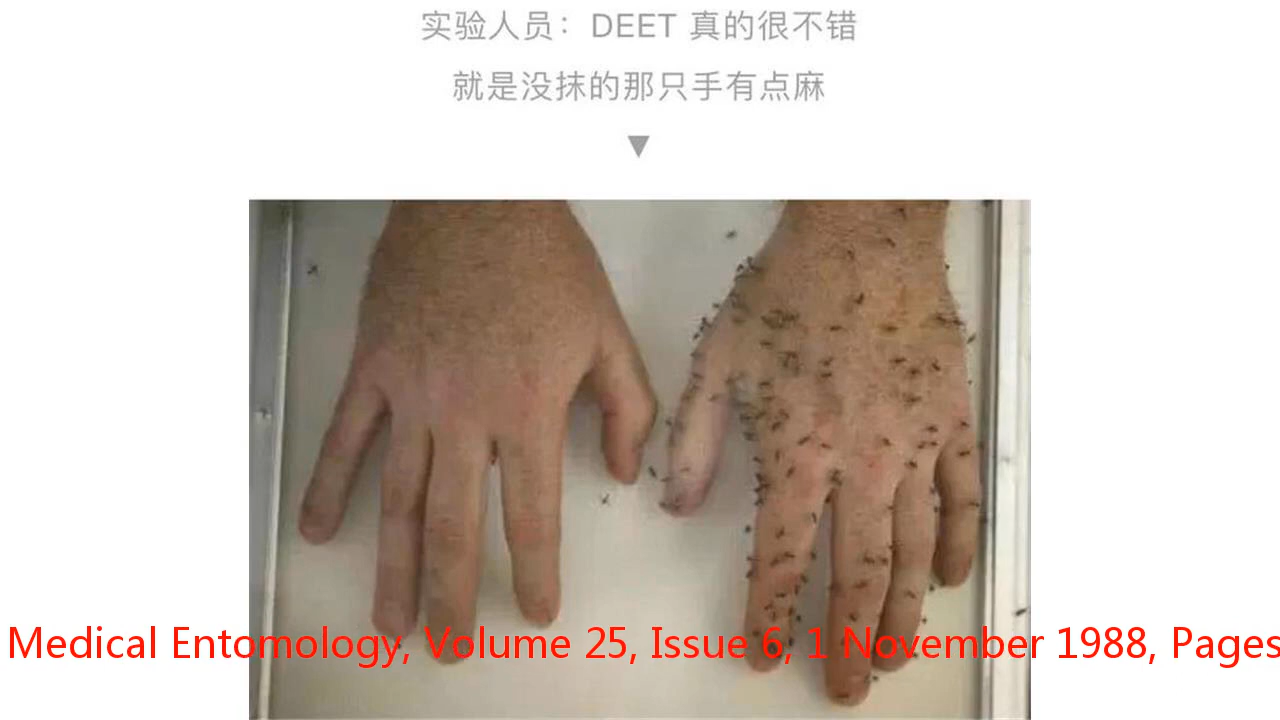 实验人员：DEET 真的很不错
就是没抹的那只手有点麻
Medical Entomology, Volume 25, Issue 6, 1 November 1988, Pages